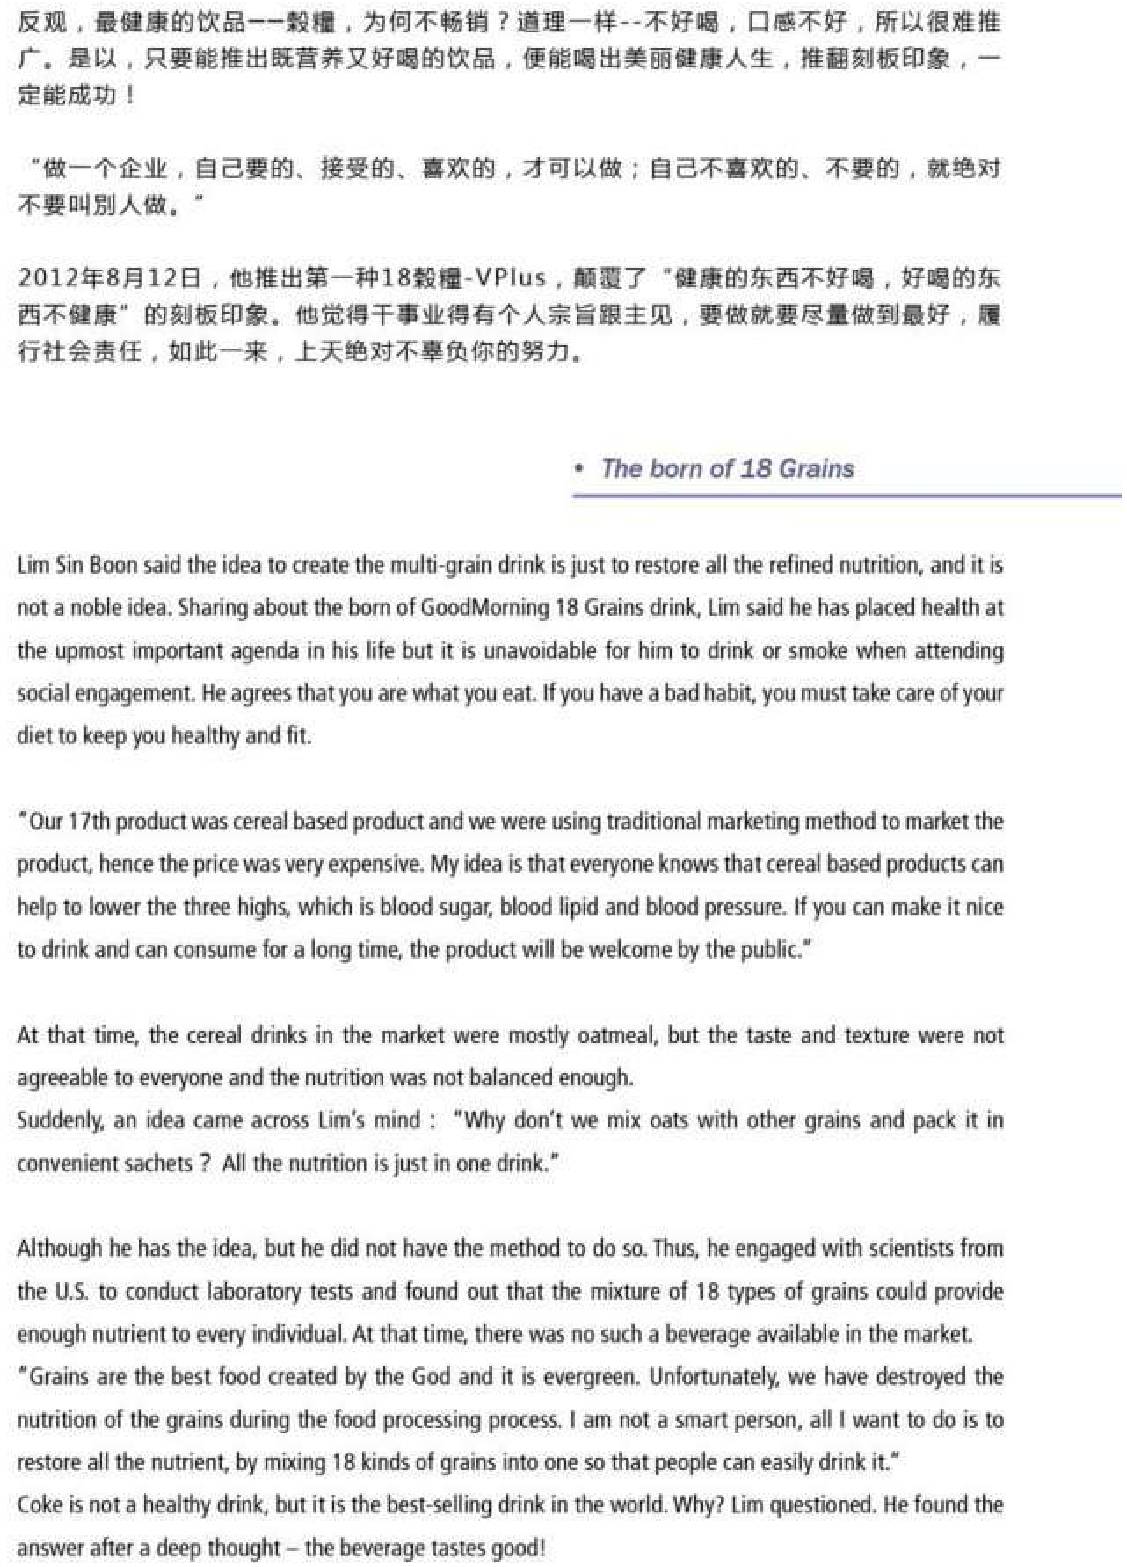 反观，最健康的饮品——榖糧，为何不畅销？道理一样--不好喝，口感不好，所以很难推
广。是以，只要能推出既营养又好喝的饮品，便能喝出美丽健康人生，推翻刻板印象，一
定能成功！
“做一个企业，自己要的、接受的、喜欢的，才可以做；自己不喜欢的、不要的，就绝对
不要叫別人做。”
2012年8月12日，他推出第一种18榖糧-VPlus，颠覆了“健康的东西不好喝，好喝的东
西不健康”的刻板印象。他觉得干事业得有个人宗旨跟主见，要做就要尽量做到最好，履
行社会责任，如此一来，上天绝对不辜负你的努力。
• The born of 18 Grains
Lim Sin Boon said the idea to create the multi-grain drink is just to restore all the refined nutrition, and it is
not a noble idea. Sharing about the born of GoodMorning 18 Grains drink, Lim said he has placed health at
the upmost important agenda in his life but it is unavoidable for him to drink or smoke when attending
social engagement. He agrees that you are what you eat. If you have a bad habit, you must take care of your
diet to keep you healthy and fit.
“Our 17th product was cereal based product and we were using traditional marketing method to market the
product, hence the price was very expensive. My idea is that everyone knows that cereal based products can
help to lower the three highs, which is blood sugar, blood lipid and blood pressure. If you can make it nice
to drink and can consume for a long time, the product will be welcome by the public.”
At that time, the cereal drinks in the market were mostly oatmeal, but the taste and texture were not
agreeable to everyone and the nutrition was not balanced enough.
Suddenly, an idea came across Lim’s mind : “Why don’t we mix oats with other grains and pack it in
convenient sachets ? All the nutrition is just in one drink.”
Although he has the idea, but he did not have the method to do so. Thus, he engaged with scientists from
the U.S. to conduct laboratory tests and found out that the mixture of 18 types of grains could provide
enough nutrient to every individual. At that time, there was no such a beverage available in the market.
“Grains are the best food created by the God and it is evergreen. Unfortunately, we have destroyed the
nutrition of the grains during the food processing process. I am not a smart person, all I want to do is to
restore all the nutrient, by mixing 18 kinds of grains into one so that people can easily drink it.”
Coke is not a healthy drink, but it is the best-selling drink in the world. Why? Lim questioned. He found the
answer after a deep thought – the beverage tastes good!